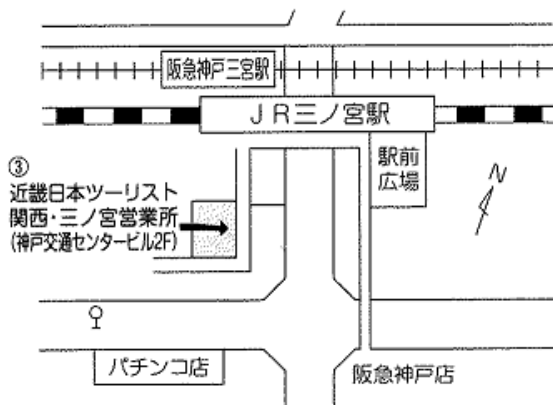 阪急神戸三宮駅
JR三ノ宮駅
駅前
広場
N
③
近畿日本ツーリスト
関西・三ノ宮営業所
(神戸交通センタービル2F)
パチンコ店
阪急神戸店